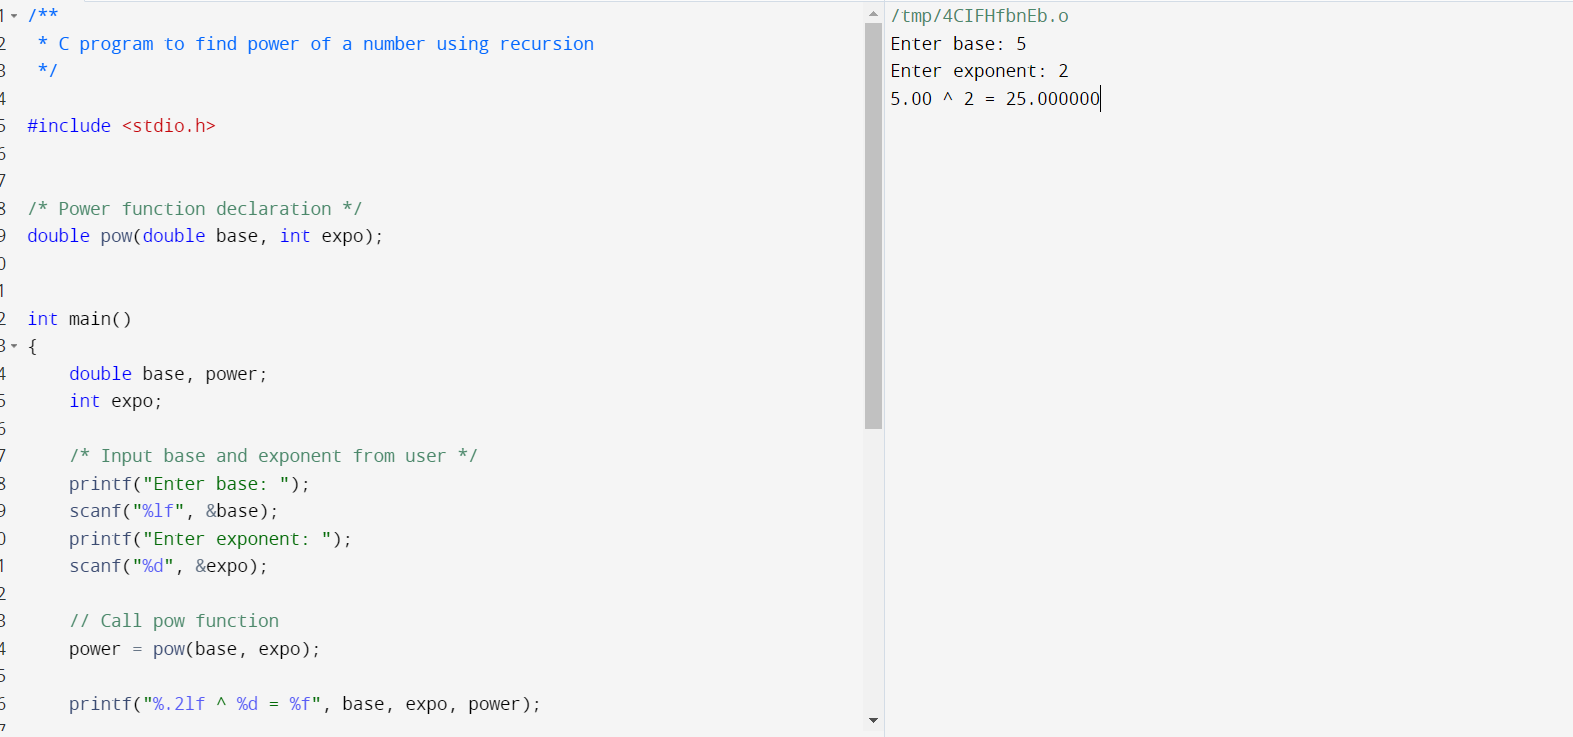 1 /**
2 * C program to find power of a number using recursion
3 */
4
5 #include <stdio.h>
6
7
8 /* Power function declaration */
9 double pow(double base, int expo);
0
1
2 int main()
3 {
4 double base, power;
5 int expo;
6
7 /* Input base and exponent from user */
8 printf("Enter base: ");
9 scanf("%lf", &base);
0 printf("Enter exponent: ");
1 scanf("%d", &expo);
2
3 // Call pow function
4 power = pow(base, expo);
5
6 printf("%.2lf ^ %d = %f", base, expo, power);
7
/tmp/4CIFHfbnEb.o
Enter base: 5
Enter exponent: 2
5.00 ^ 2 = 25.000000